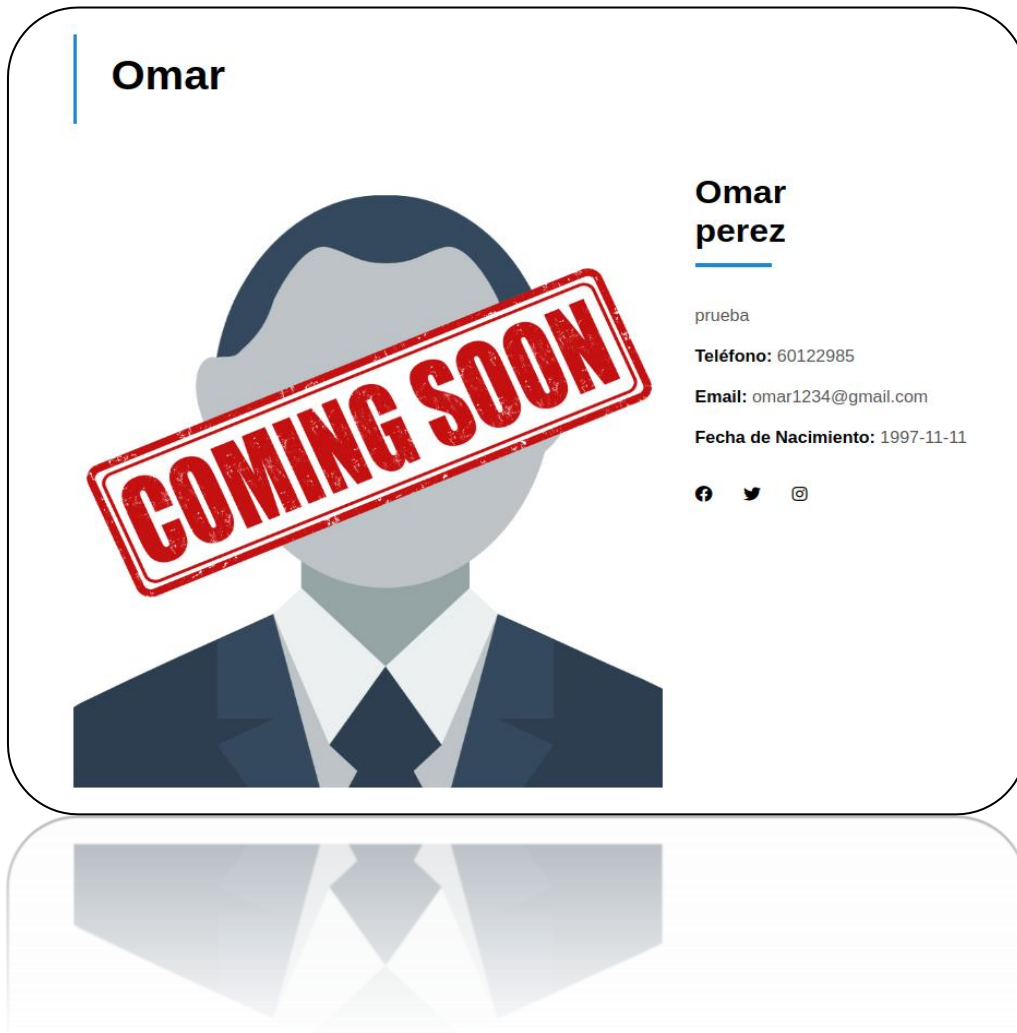 Omar
COMING SOON
Omar
perez
prueba
Teléfono: 60122985
Email: omar1234@gmail.com
Fecha de Nacimiento: 1997-11-11